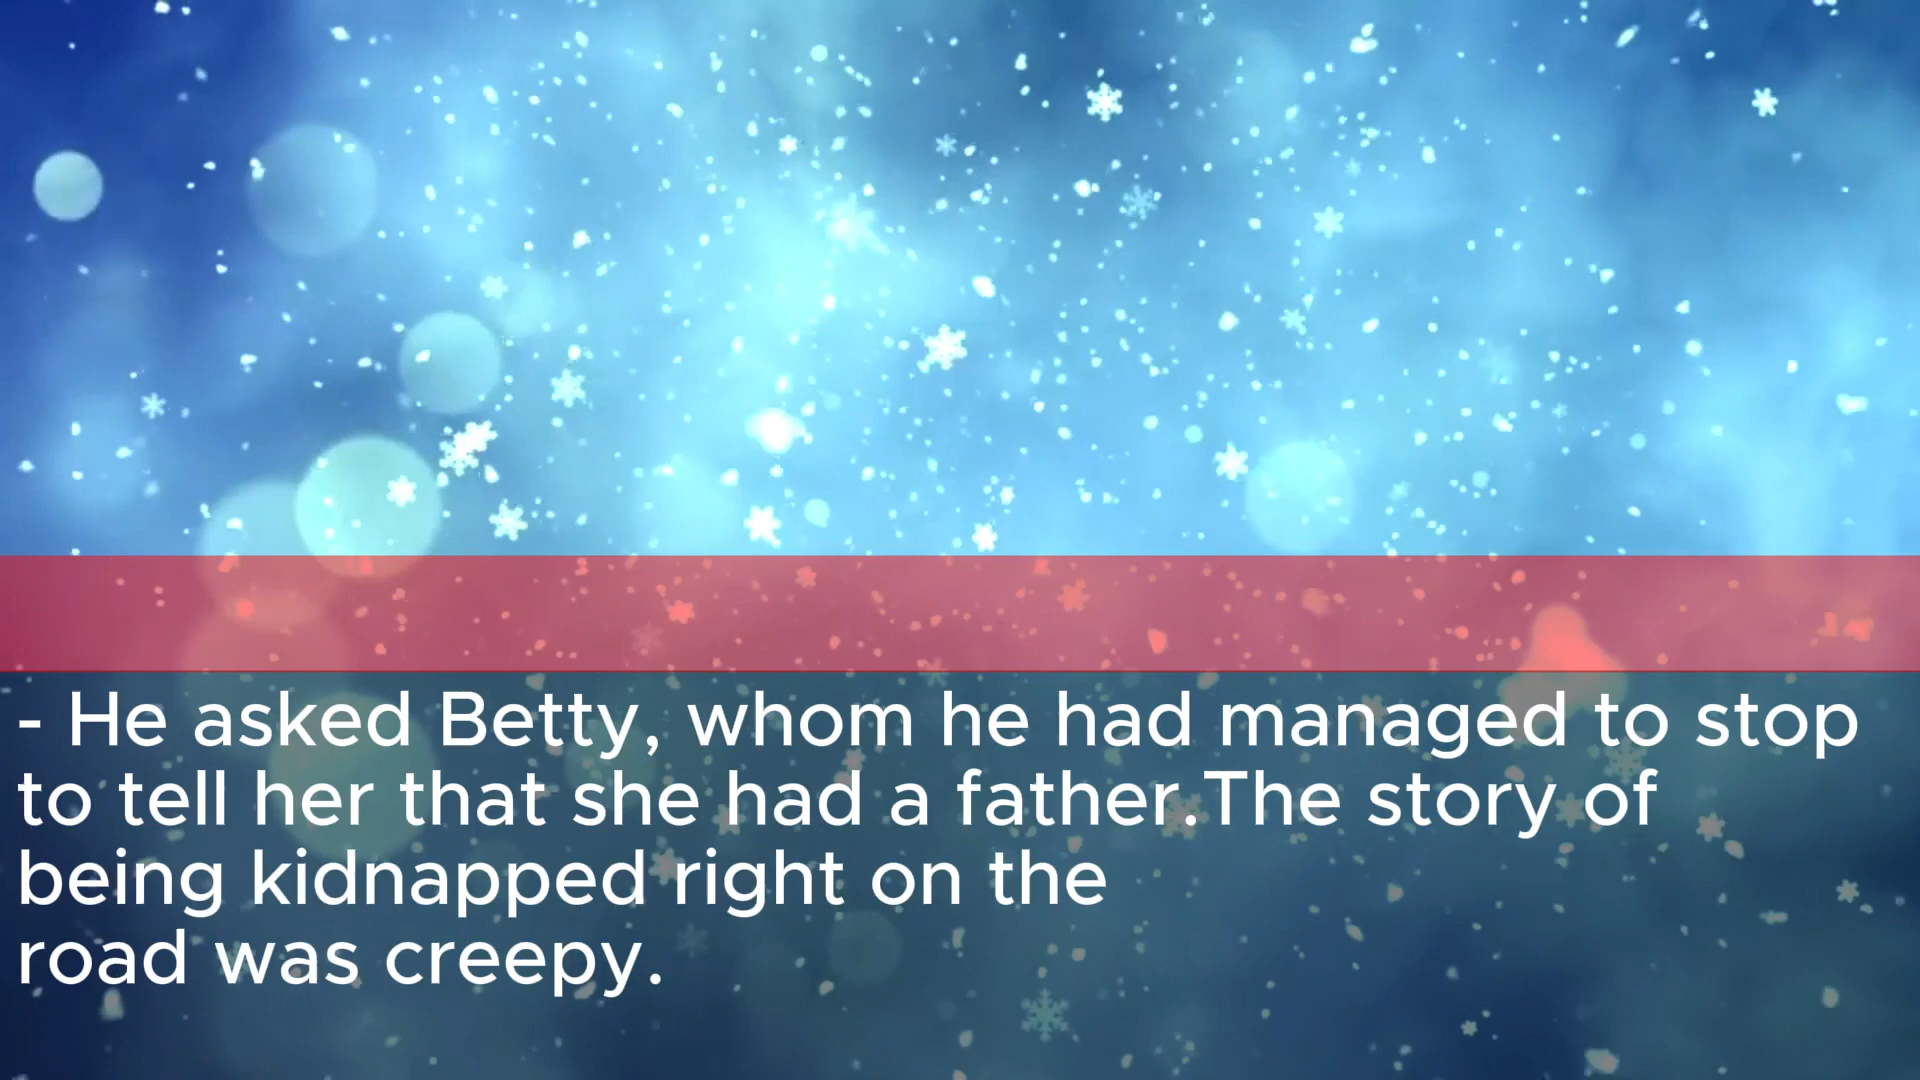 - He asked Betty, whom he had managed to stop
to tell her that she had a father.The story of
being kidnapped right on the
road was creepy.